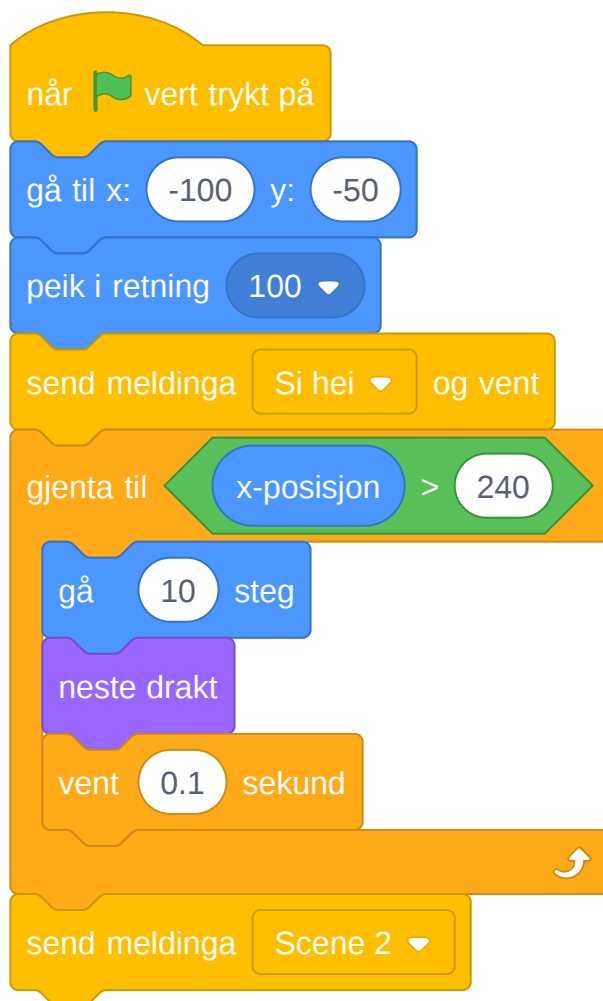 når vert trykt på
gå til x: -100 y: -50
peik i retning 100
send meldinga Si hei og vent
gjenta til x-posisjon > 240
gå 10 steg
neste drakt
vent 0.1 sekund
send meldinga Scene 2